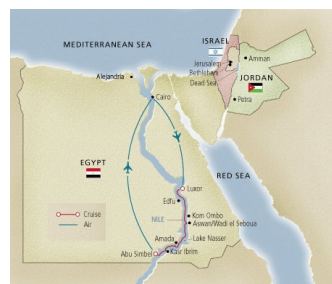 MEDITERRANEAN SEA
ISRAEL
Jerusalem
Amman
Bethlehem
Dead Sea
JORDAN
Petra
Alejandria
Cairo
EGYPT
RED SEA
Luxor
Edfu
Cruise
Air
NILE
Kom Ombo
Aswan/Wadi el Seboua
Lake Nasser
Amada
Kasr Ibrim
Abu Simbel